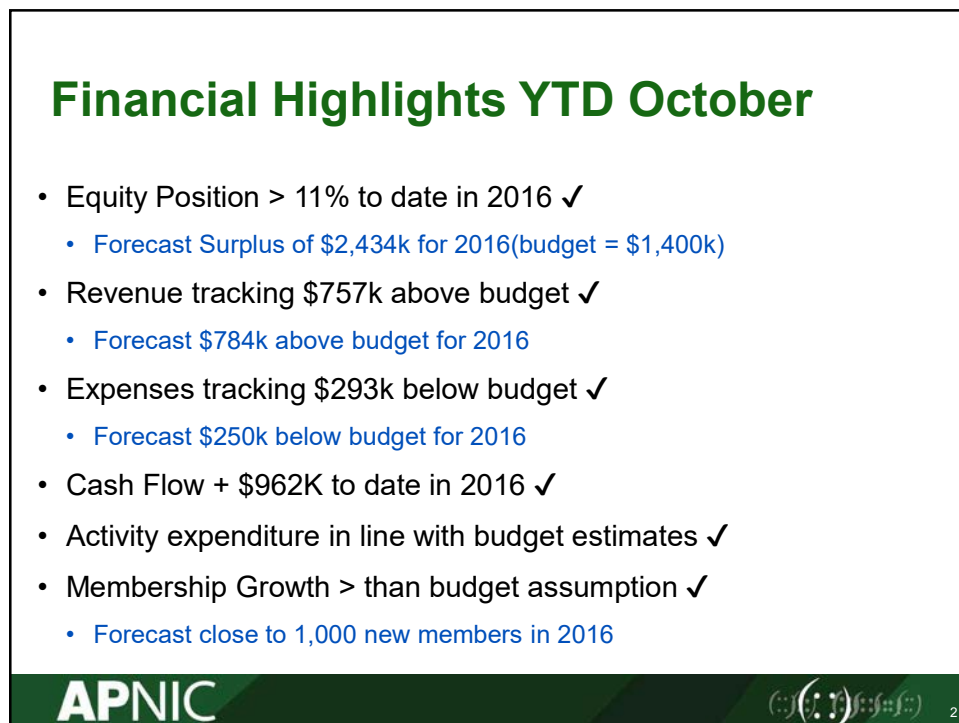 Financial Highlights YTD October
• Equity Position > 11% to date in 2016 ✓
• Forecast Surplus of $2,434k for 2016(budget = $1,400k)
• Revenue tracking $757k above budget ✓
• Forecast $784k above budget for 2016
• Expenses tracking $293k below budget ✓
• Forecast $250k below budget for 2016
• Cash Flow + $962K to date in 2016 ✓
• Activity expenditure in line with budget estimates ✓
• Membership Growth > than budget assumption ✓
• Forecast close to 1,000 new members in 2016
APNIC
2